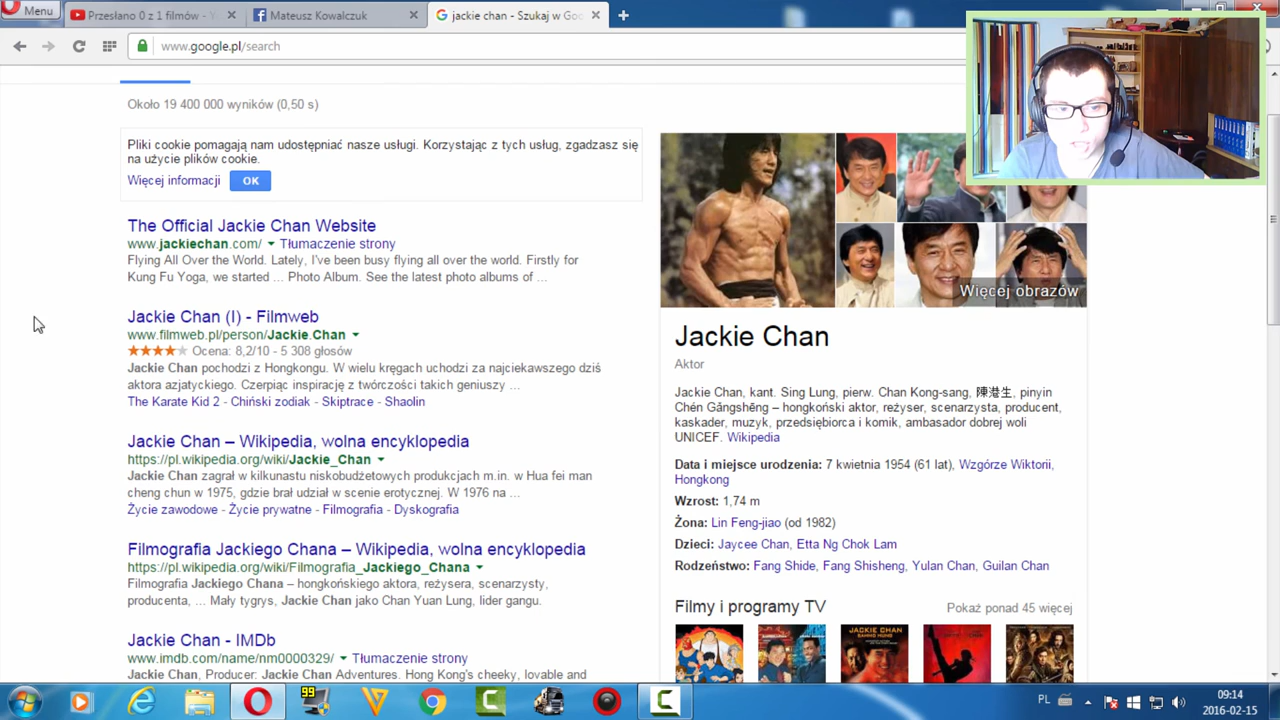 Menu
Przesłano 0 z 1 filmów - Y
Mateusz Kowalczuk
jackie chan - Szukaj w Goo
www.google.pl/search
Około 19 400 000 wyników (0,50 s)
Pliki cookie pomagają nam udostępniać nasze usługi. Korzystając z tych usług, zgadzasz się
na użycie plików cookie.
Więcej informacji
OK
The Official Jackie Chan Website
www.jackiechan.com/ Tłumaczenie strony
Flying All Over the World. Lately, I've been busy flying all over the world. Firstly for
Kung Fu Yoga, we started ... Photo Album. See the latest photo albums of ...
Jackie Chan (I) - Filmweb
www.filmweb.pl/person/Jackie.Chan
Ocena: 8,2/10 - 5 308 głosów
Jackie Chan pochodzi z Hongkongu. W wielu kręgach uchodzi za najciekawszego dziś
aktora azjatyckiego. Czerpiąc inspirację z twórczości takich geniuszy ...
The Karate Kid 2 - Chiński zodiak - Skiptrace - Shaolin
Jackie Chan – Wikipedia, wolna encyklopedia
https://pl.wikipedia.org/wiki/Jackie_Chan
Jackie Chan zagrał w kilkunastu niskobudżetowych produkcjach m.in. w Hua fei man
cheng chun w 1975, gdzie brał udział w scenie erotycznej. W 1976 na ...
Życie zawodowe - Życie prywatne - Filmografia - Dyskografia
Filmografia Jackiego Chana – Wikipedia, wolna encyklopedia
https://pl.wikipedia.org/wiki/Filmografia_Jackiego_Chana
Filmografia Jackiego Chana – hongkońskiego aktora, reżysera, scenarzysty,
producenta, ... Mały tygrys, Jackie Chan jako Chan Yuan Lung, lider gangu.
Jackie Chan - IMDb
www.imdb.com/name/nm0000329/ Tłumaczenie strony
Jackie Chan, Producer: Jackie Chan Adventures. Hong Kong's cheeky, lovable and
Więcej obrazów
Jackie Chan
Aktor
Jackie Chan, kant. Sing Lung, pierw. Chan Kong-sang, 陳港生, pinyin
Chén Gǎngshēng – hongkoński aktor, reżyser, scenarzysta, producent,
kaskader, muzyk, przedsiębiorca i komik, ambasador dobrej woli
UNICEF. Wikipedia
Data i miejsce urodzenia: 7 kwietnia 1954 (61 lat), Wzgórze Wiktorii,
Hongkong
Wzrost: 1,74 m
Żona: Lin Feng-jiao (od 1982)
Dzieci: Jaycee Chan, Etta Ng Chok Lam
Rodzeństwo: Fang Shide, Fang Shisheng, Yulan Chan, Guilan Chan
Filmy i programy TV
Pokaż ponad 45 więcej
JACKIE CHAN
99
PL
09:14
2016-02-15